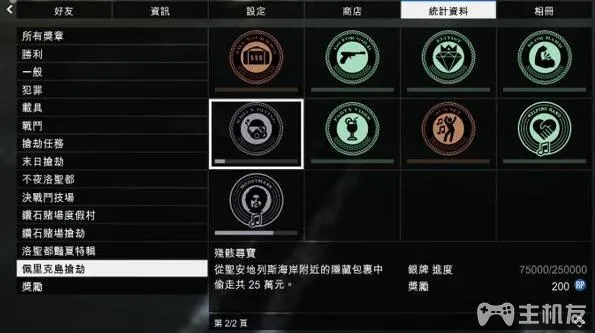 好友 資訊 設定 商店 統計資料 相冊
所有獎章
勝利
一般
犯罪
載具
戰鬥
搶劫任務
末日搶劫
不夜洛聖都
決戰鬥技場
鑽石賭場度假村
鑽石賭場搶劫
洛聖都豔夏特輯
佩里克島搶劫
獎勵
$$$
HELPING HAND
殘骸尋寶
從聖安地列斯海岸附近的隱藏包裹中
偷走共 25 萬元。
銀牌 進度 75000/250000
獎勵 200 RP
第 2/2 頁
主机友